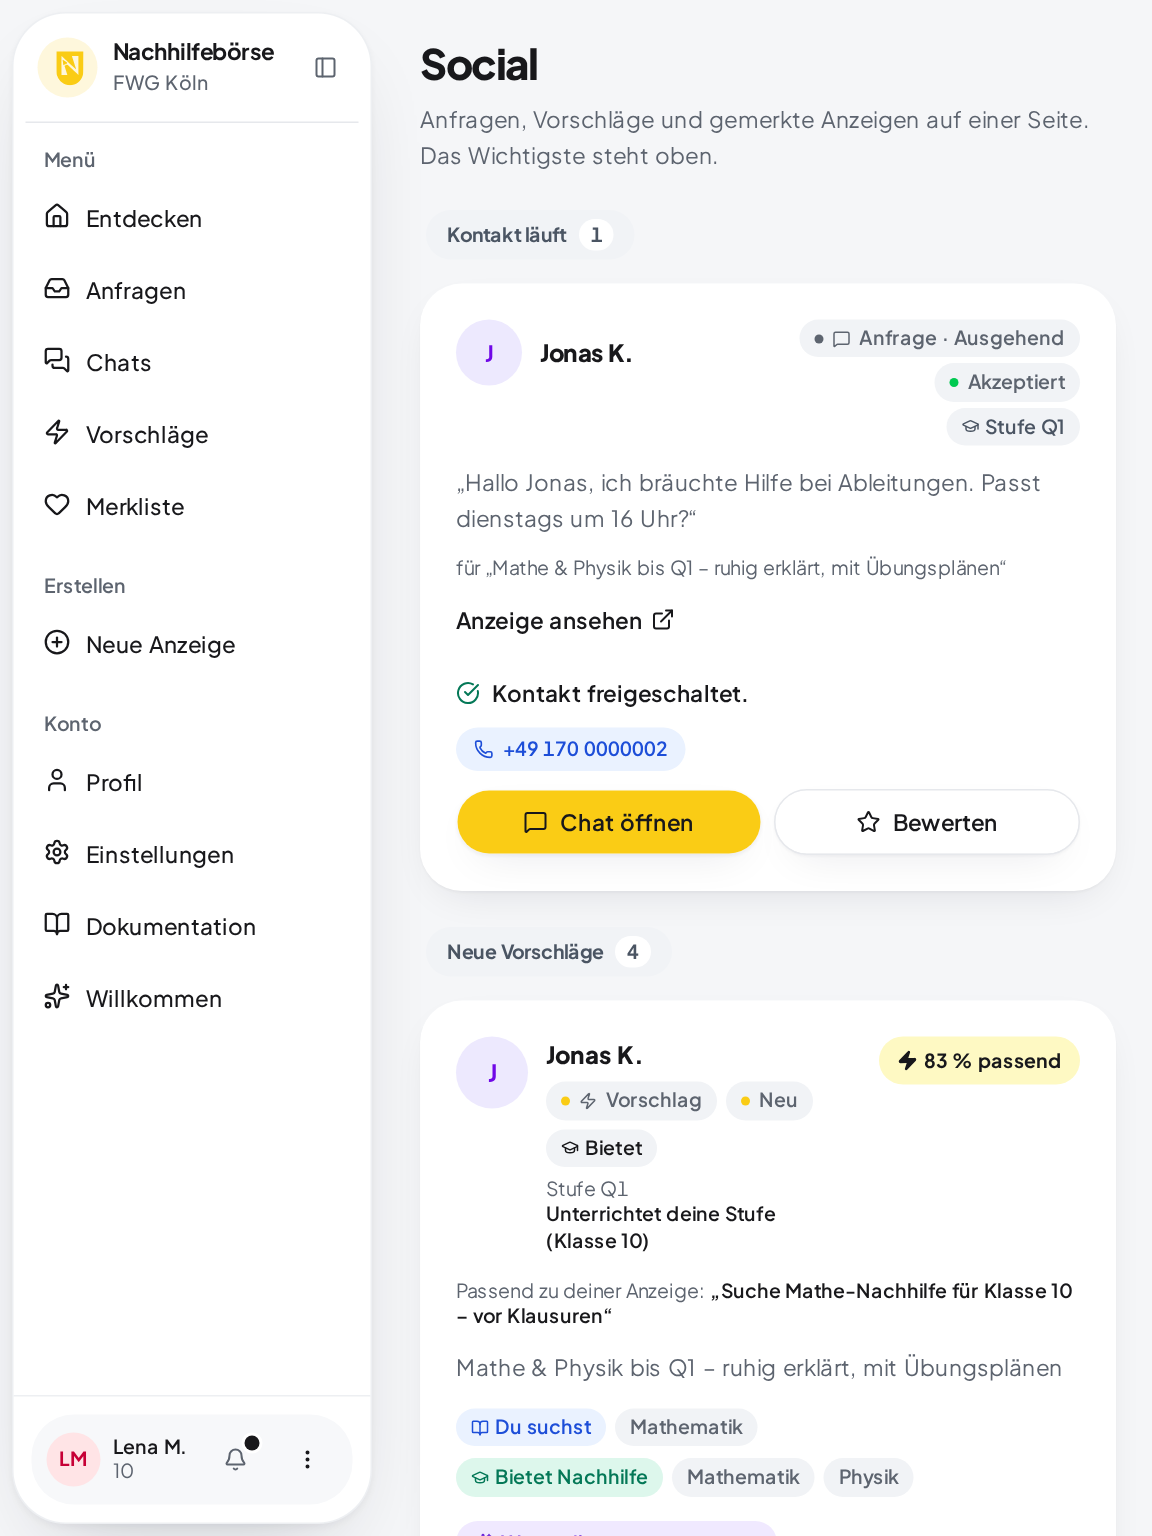 Nachhilfebörse
FWG Köln
Menü
Entdecken
Anfragen
Chats
Vorschläge
Merkliste
Erstellen
Neue Anzeige
Konto
Profil
Einstellungen
Dokumentation
Willkommen
LM
Lena M.
10
Social
Anfragen, Vorschläge und gemerkte Anzeigen auf einer Seite.
Das Wichtigste steht oben.
Kontakt läuft 1
J
Jonas K.
Anfrage · Ausgehend
Akzeptiert
Stufe Q1
„Hallo Jonas, ich bräuchte Hilfe bei Ableitungen. Passt
dienstags um 16 Uhr?“
für „Mathe & Physik bis Q1 – ruhig erklärt, mit Übungsplänen“
Anzeige ansehen
Kontakt freigeschaltet.
+49 170 0000002
Chat öffnen
Bewerten
Neue Vorschläge 4
J
Jonas K.
83 % passend
Vorschlag
Neu
Bietet
Stufe Q1
Unterrichtet deine Stufe
(Klasse 10)
Passend zu deiner Anzeige: „Suche Mathe-Nachhilfe für Klasse 10
– vor Klausuren“
Mathe & Physik bis Q1 – ruhig erklärt, mit Übungsplänen
Du suchst
Mathematik
Bietet Nachhilfe
Mathematik
Physik